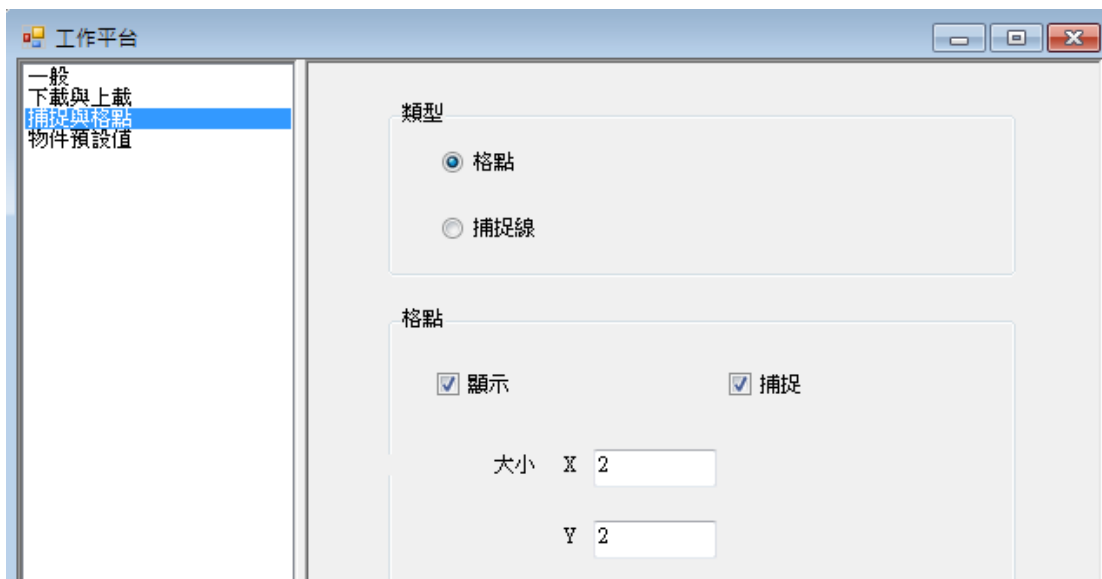 工作平台
一般
下載與上載
捕捉與格點
物件預設值
類型
格點
捕捉線
格點
顯示 捕捉
大小 X 2
Y 2